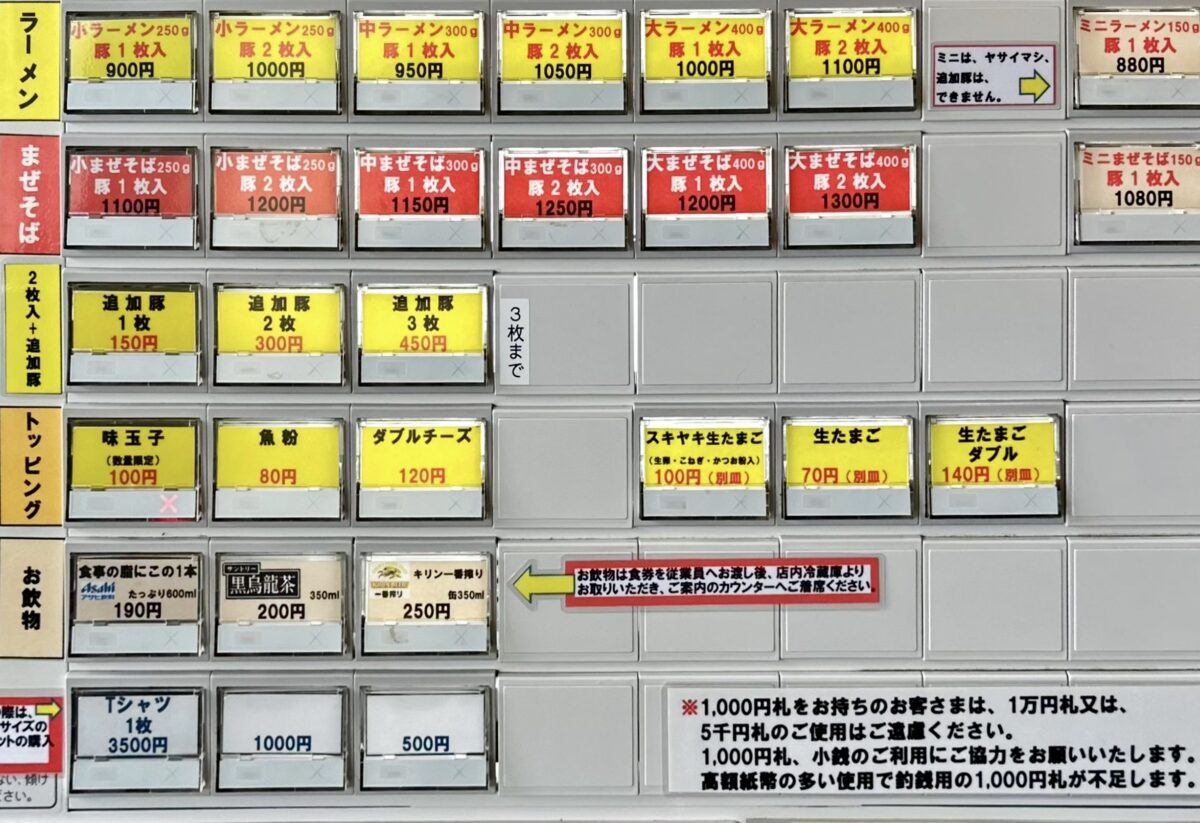 ラーメン
小ラーメン250g
豚1枚入
900円
小ラーメン250g
豚2枚入
1000円
中ラーメン300g
豚1枚入
950円
中ラーメン300g
豚2枚入
1050円
大ラーメン400g
豚1枚入
1000円
大ラーメン400g
豚2枚入
1100円
ミニは、ヤサイマシ、
追加豚は、
できません。
ミニラーメン150g
豚1枚入
880円
まぜそば
小まぜそば250g
豚1枚入
1100円
小まぜそば250g
豚2枚入
1200円
中まぜそば300g
豚1枚入
1150円
中まぜそば300g
豚2枚入
1250円
大まぜそば400g
豚1枚入
1200円
大まぜそば400g
豚2枚入
1300円
ミニまぜそば150g
豚1枚入
1080円
2枚入+追加豚
追加豚
1枚
150円
追加豚
2枚
300円
追加豚
3枚
450円
3枚まで
トッピング
味玉子
(数量限定)
100円
魚粉
80円
ダブルチーズ
120円
スキヤキ生たまご
100円(別皿)
生たまご
70円(別皿)
生たまご
ダブル
140円(別皿)
お飲物
食事の脂にこの1本
Asahi
アサヒ飲料
たっぷり600ml
190円
サントリー
黒烏龍茶
350ml
200円
一番搾り
キリン一番搾り
缶350ml
250円
お飲物は食券を従業員へお渡し後、店内冷蔵庫より
お取りいただき、ご案内のカウンターへご着席ください。
際は、
サイズの
ットの購入
ない、傾け
ださい。
Tシャツ
1枚
3500円
1000円
500円
※1,000円札をお持ちのお客さまは、1万円札又は、
5千円札のご使用はご遠慮ください。
1,000円札、小銭のご利用にご協力をお願いいたします。
高額紙幣の多い使用で釣銭用の1,000円札が不足します。